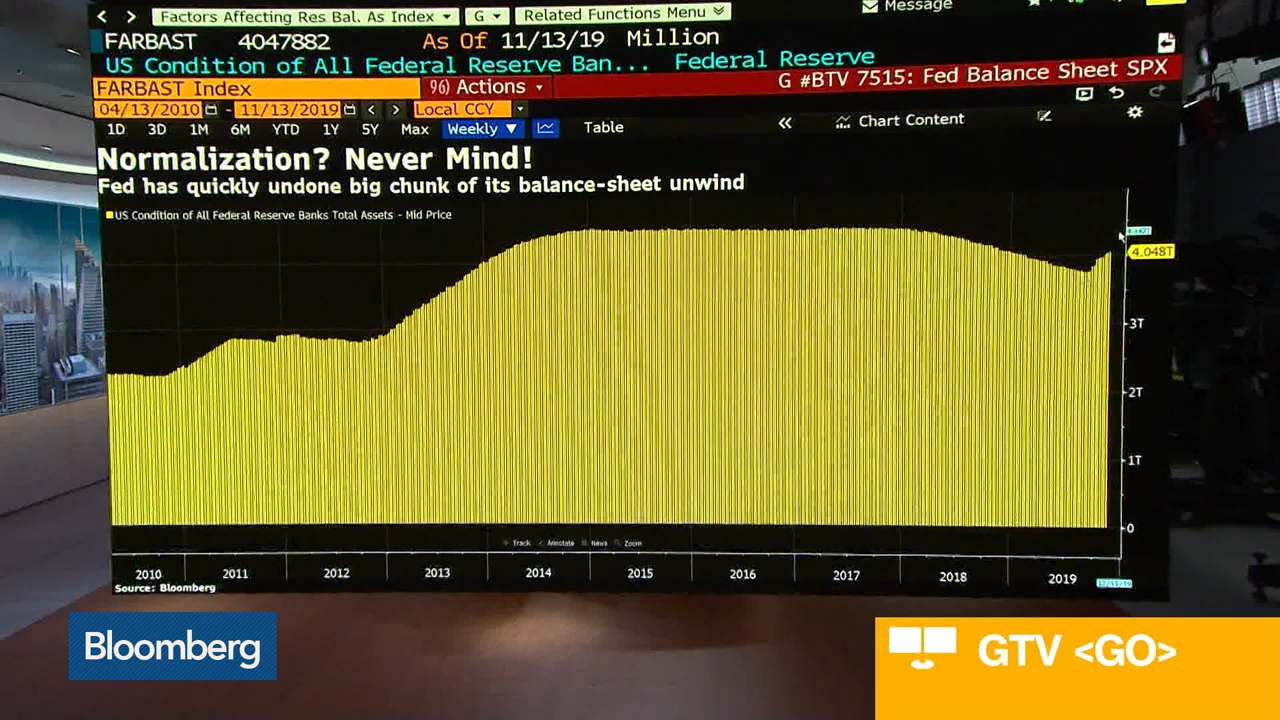 < > Factors Affecting Res Bal. As Index G Related Functions Menu Message
FARBAST 4047882 As Of 11/13/19 Million
US Condition of All Federal Reserve Ban... Federal Reserve
FARBAST Index 96) Actions G #BTV 7515: Fed Balance Sheet SPX
04/13/2010 - 11/13/2019 < > Local CCY
1D 3D 1M 6M YTD 1Y 5Y Max Weekly ▼ Table « Chart Content
Normalization? Never Mind!
Fed has quickly undone big chunk of its balance-sheet unwind
US Condition of All Federal Reserve Banks Total Assets - Mid Price
4.048T
3T
2T
1T
0
Track Annotate News Zoom
2010 2011 2012 2013 2014 2015 2016 2017 2018 2019
Source: Bloomberg
Bloomberg
GTV <GO>